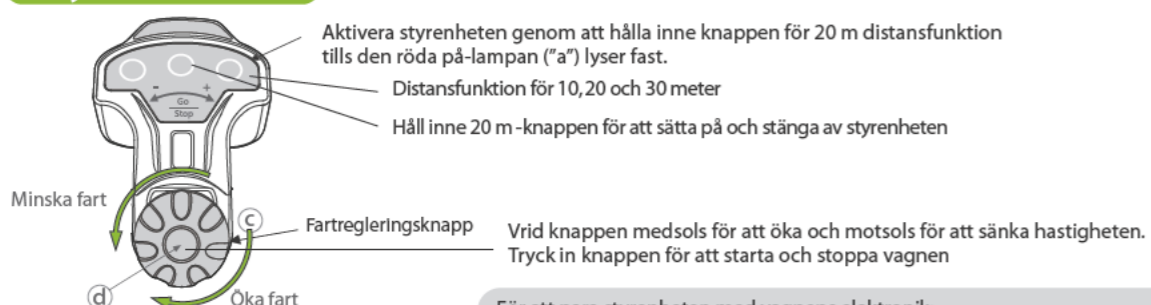 Aktivera styrenheten genom att hålla inne knappen för 20 m distansfunktion
tills den röda på-lampan ("a") lyser fast.
Distansfunktion för 10,20 och 30 meter
- +
Go
Stop
Håll inne 20 m -knappen för att sätta på och stänga av styrenheten
Minska fart
c
Fartregleringsknapp
Vrid knappen medsols för att öka och motsols för att sänka hastigheten.
Tryck in knappen för att starta och stoppa vagnen
d
Öka fart